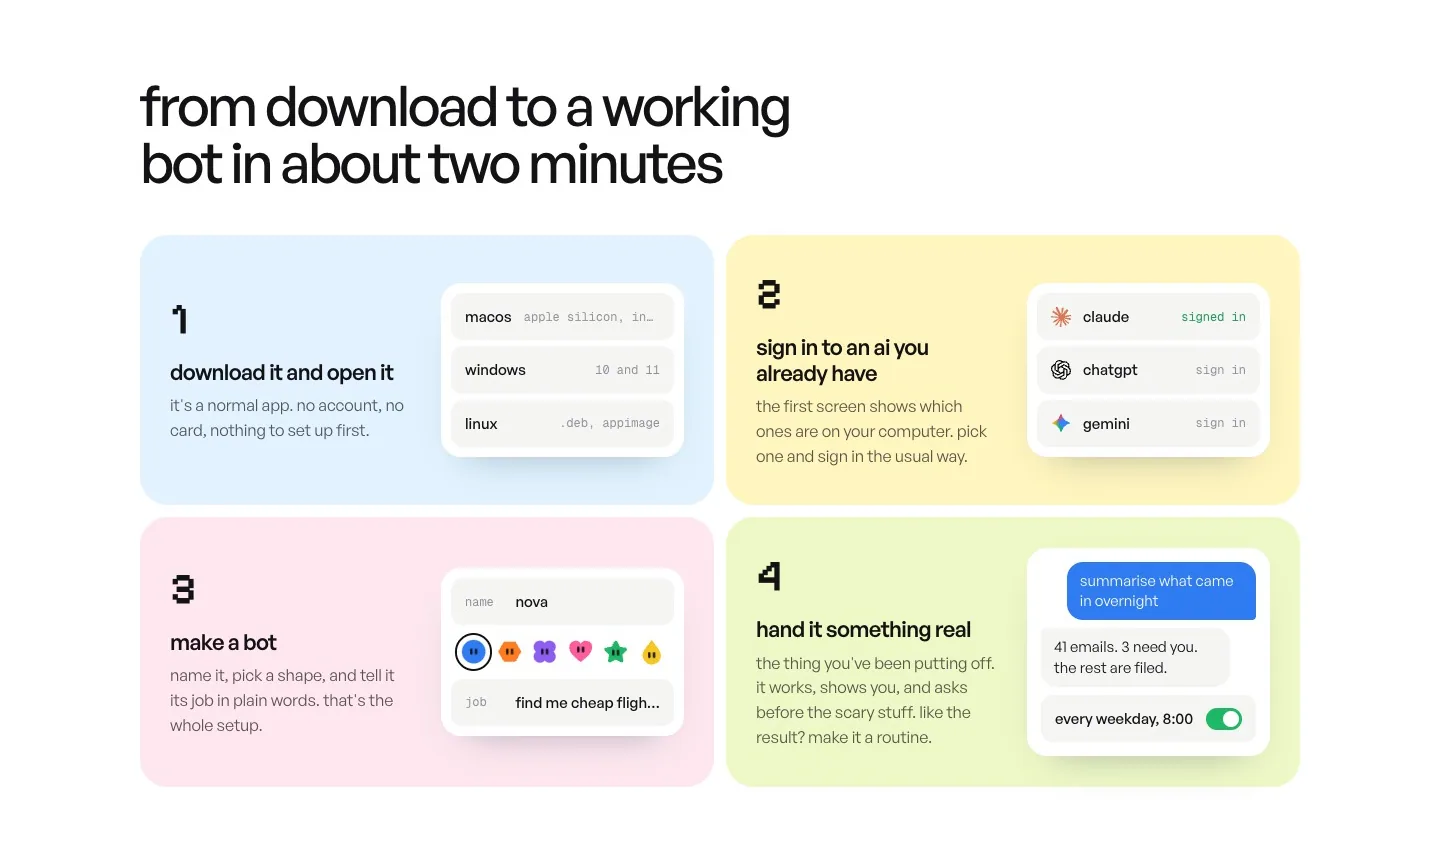 from download to a working
bot in about two minutes
1
download it and open it
it's a normal app. no account, no
card, nothing to set up first.
macos apple silicon, in…
windows 10 and 11
linux .deb, appimage
2
sign in to an ai you
already have
the first screen shows which
ones are on your computer. pick
one and sign in the usual way.
claude signed in
chatgpt sign in
gemini sign in
3
make a bot
name it, pick a shape, and tell it
its job in plain words. that's the
whole setup.
name nova
job find me cheap fligh…
4
hand it something real
the thing you've been putting off.
it works, shows you, and asks
before the scary stuff. like the
result? make it a routine.
summarise what came
in overnight
41 emails. 3 need you.
the rest are filed.
every weekday, 8:00